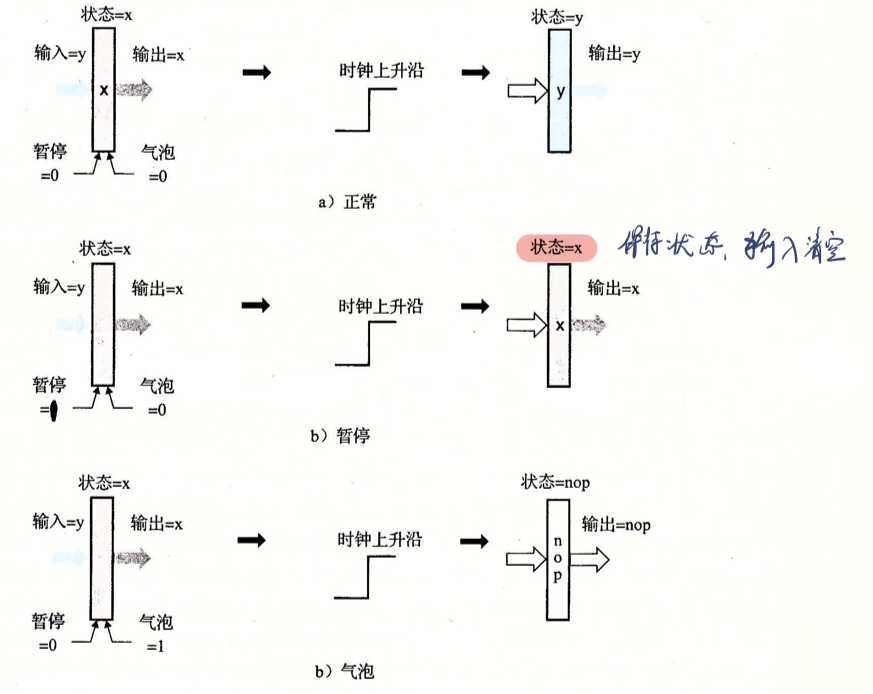 状态=x
状态=y
输入=y
输出=x
输出=y
x
时钟上升沿
y
暂停
=0
气泡
=0
a）正常
状态=x
状态=x
保持状态，输入清空
输入=y
输出=x
输出=x
时钟上升沿
x
暂停
=
气泡
=0
b）暂停
状态=x
状态=nop
输入=y
输出=x
输出=nop
时钟上升沿
nop
暂停
=0
气泡
=1
b）气泡